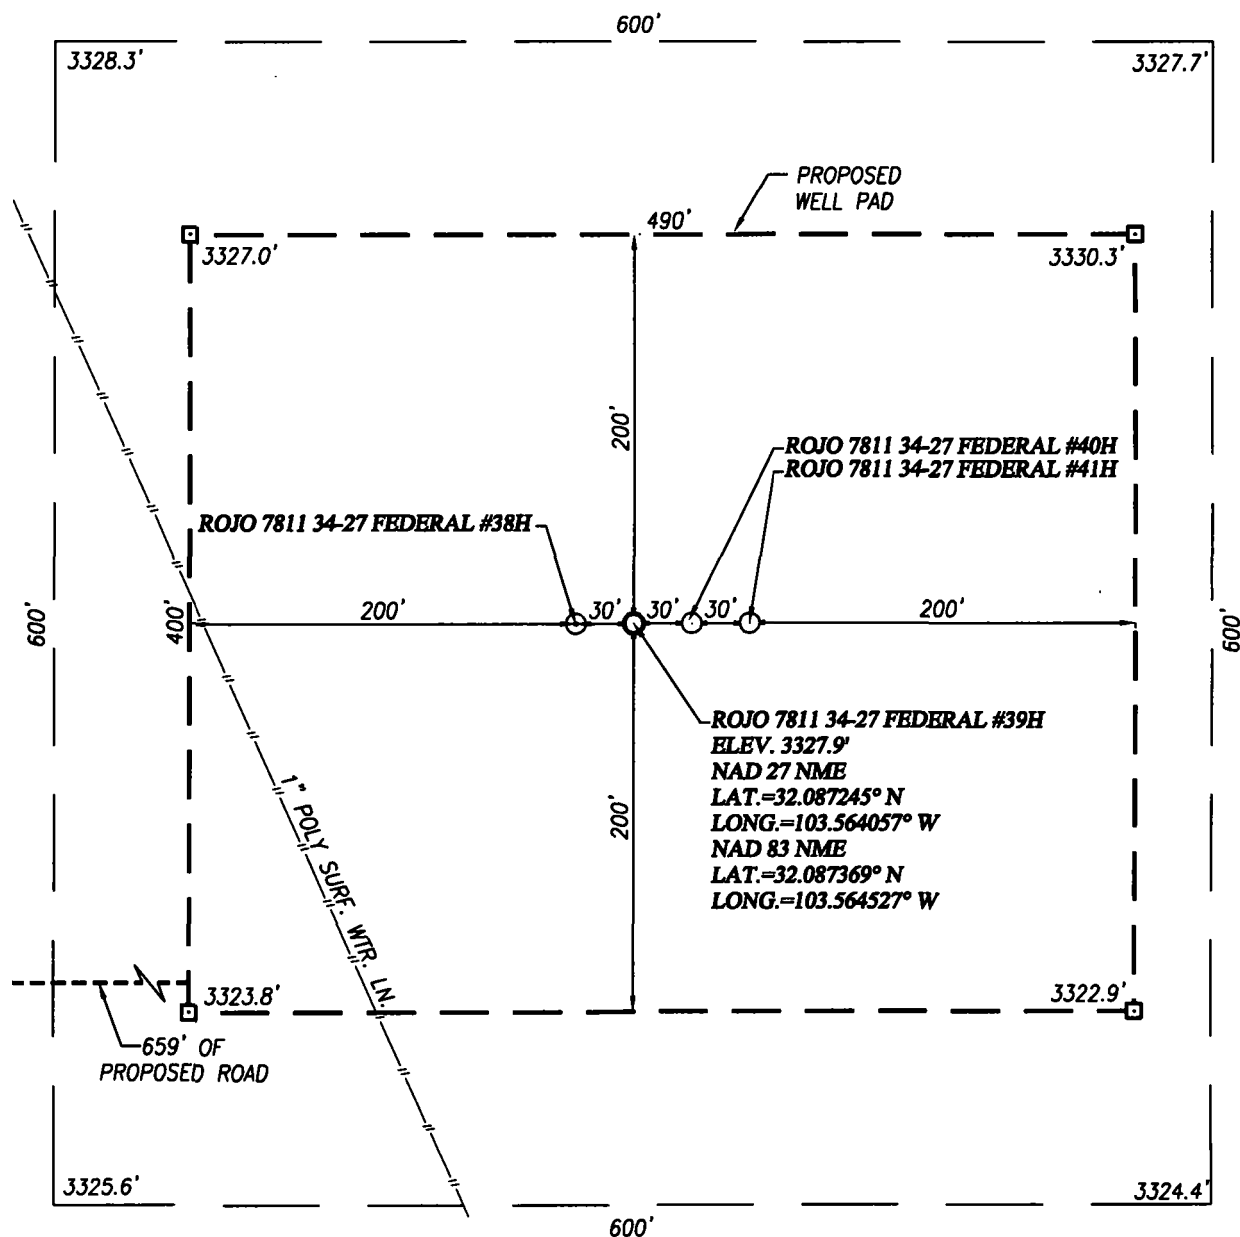 600'
3328.3'
3327.7'
PROPOSED
WELL PAD
490'
3327.0'
3330.3'
200'
ROJO 7811 34-27 FEDERAL #40H
ROJO 7811 34-27 FEDERAL #41H
ROJO 7811 34-27 FEDERAL #38H
600'
400'
200'
30'
30'
30'
200'
600'
ROJO 7811 34-27 FEDERAL #39H
ELEV. 3327.9'
NAD 27 NME
LAT.=32.087245° N
LONG.=103.564057° W
NAD 83 NME
LAT.=32.087369° N
LONG.=103.564527° W
200'
1" POLY SURF. WTR. LN.
3323.8'
3322.9'
659' OF
PROPOSED ROAD
3325.6'
3324.4'
600'